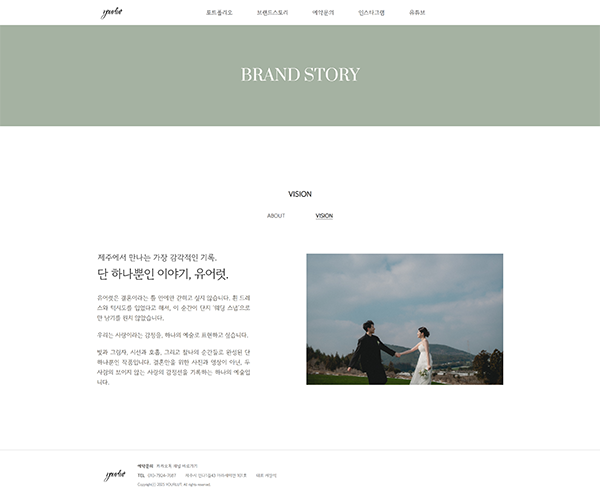 포트폴리오 브랜드스토리 예약문의 인스타그램 유튜브
BRAND STORY
VISION
ABOUT VISION
제주에서 만나는 가장 감각적인 기록,
단 하나뿐인 이야기, 유어럿.
유어럿은 결혼이라는 틀 안에만 갇히고 싶지 않습니다. 흰 드레
스와 턱시도를 입었다고 해서, 이 순간이 단지 '웨딩 스냅'으로
만 남기를 원치 않았습니다.
우리는 사랑이라는 감정을, 하나의 예술로 표현하고 싶습니다.
빛과 그림자, 시선과 호흡, 그리고 찰나의 순간들로 완성된 단
하나뿐인 작품입니다. 결혼만을 위한 사진과 영상이 아닌, 두
사람의 보이지 않는 사랑의 감정선을 기록하는 하나의 예술입
니다.
예약문의 카카오톡 채널 바로가기
TEL
All rights reserved.